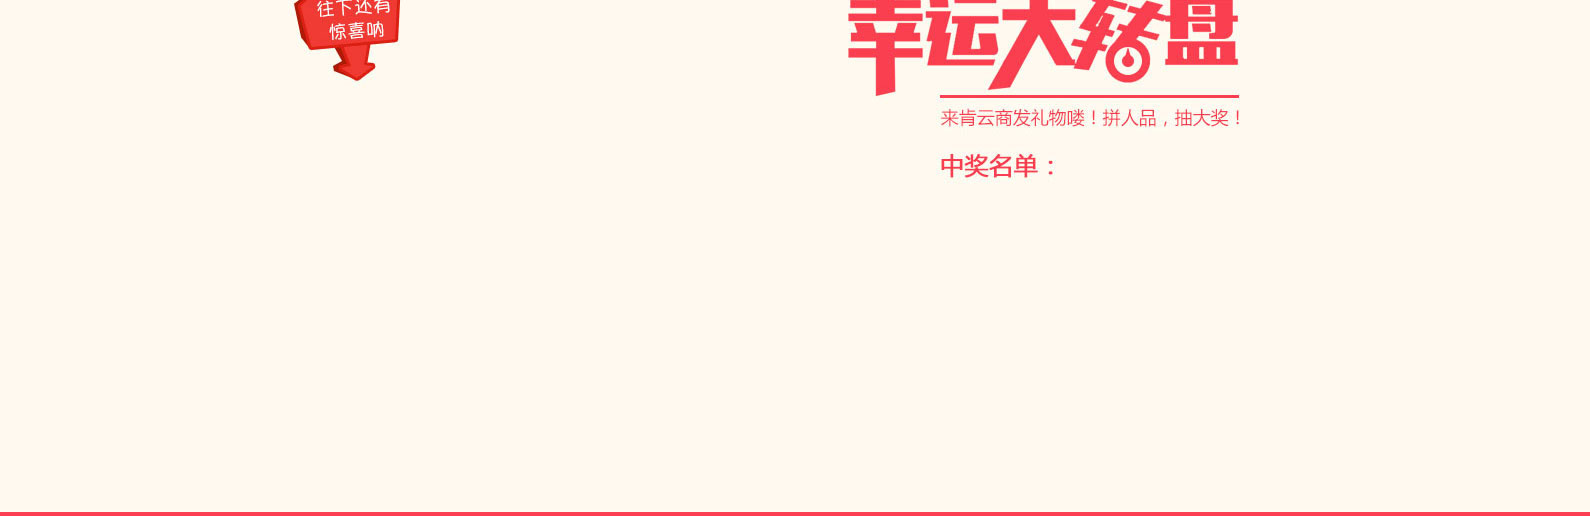 往下还有
惊喜呐
幸运大转盘
来肯云商发礼物喽！拼人品，抽大奖！
中奖名单：